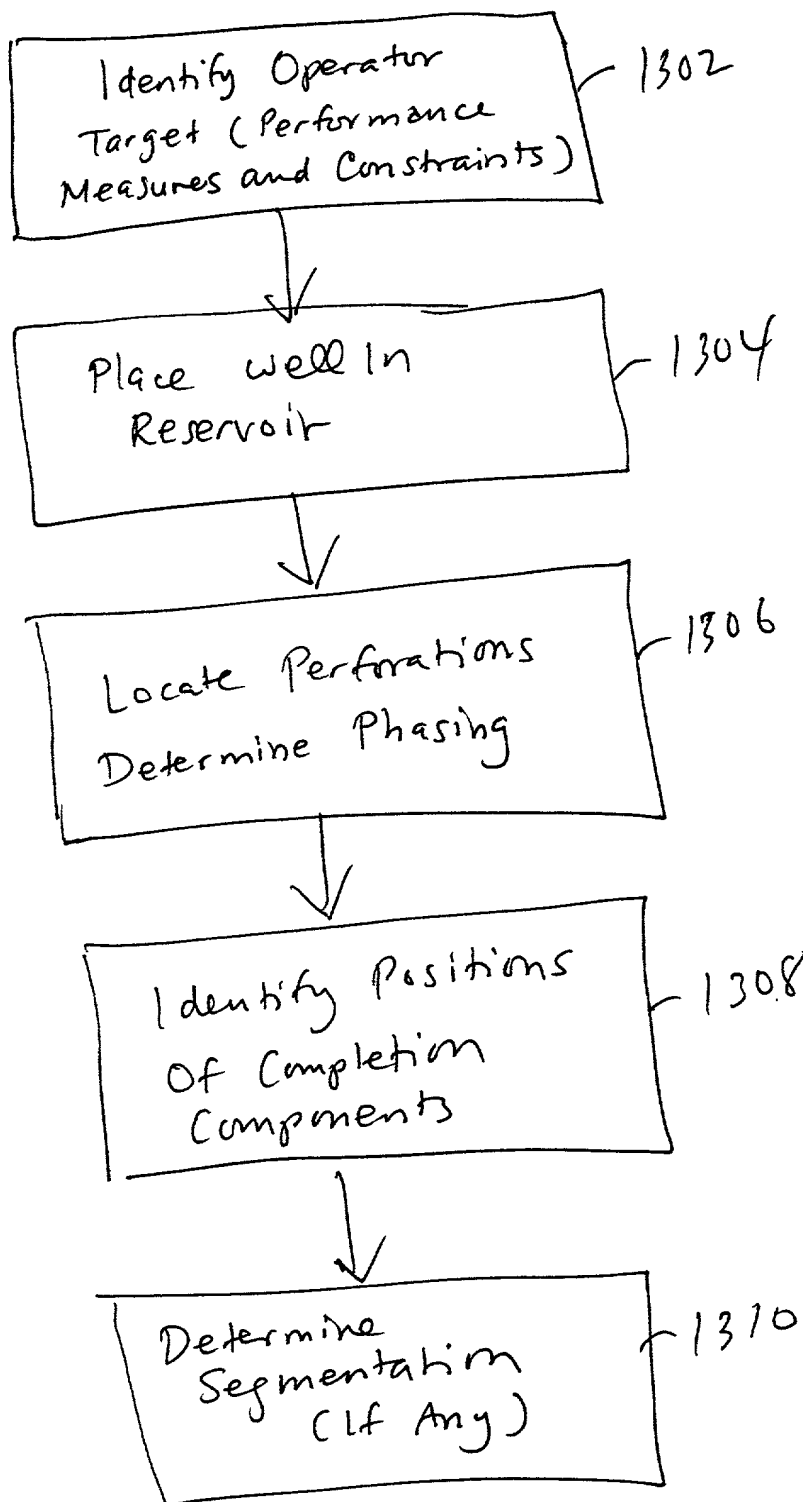 Identify Operator
Target (Performance
Measures and Constraints)
1302
Place well In
Reservoir
1304
Locate Perforations
Determine Phasing
1306
Identify Positions
Of Completion
Components
1308
Determine
Segmentation
(If Any)
1310